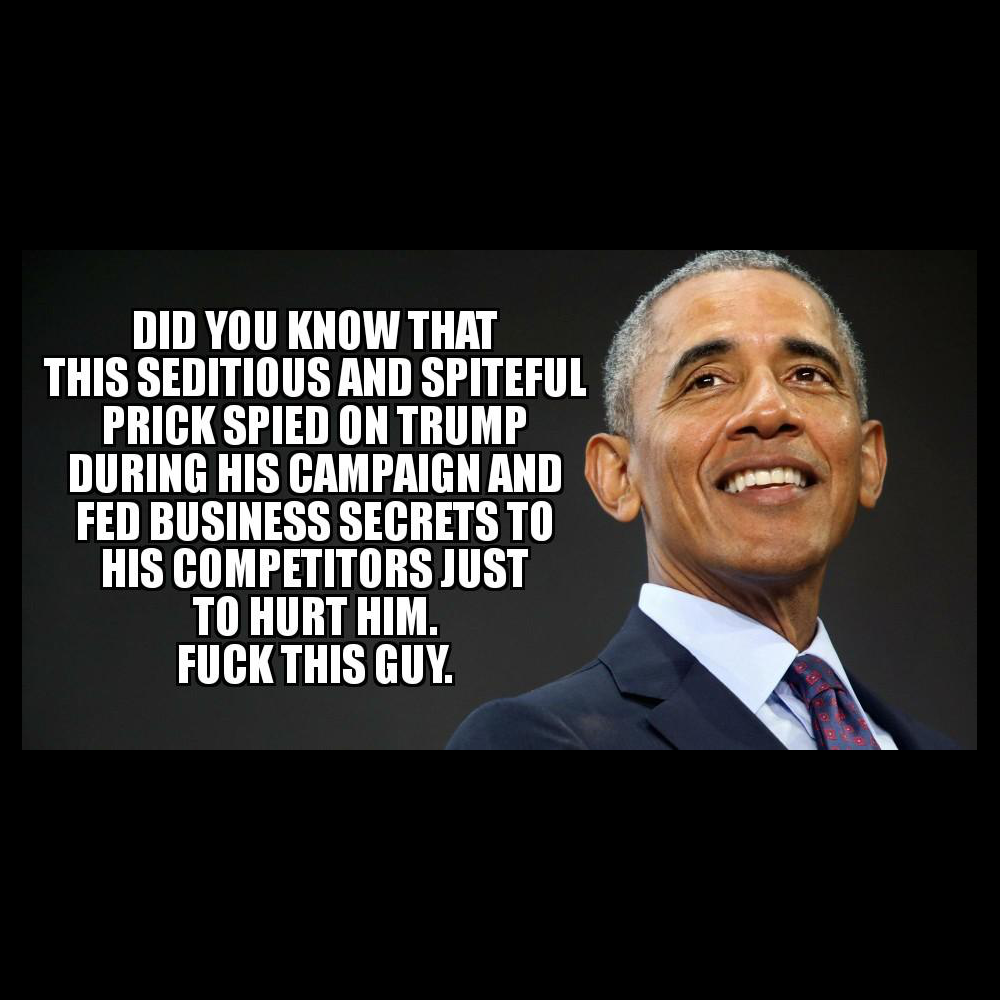 DID YOU KNOW THAT
THIS SEDITIOUS AND SPITEFUL
PRICK SPIED ON TRUMP
DURING HIS CAMPAIGN AND
FED BUSINESS SECRETS TO
HIS COMPETITORS JUST
TO HURT HIM.
FUCK THIS GUY.